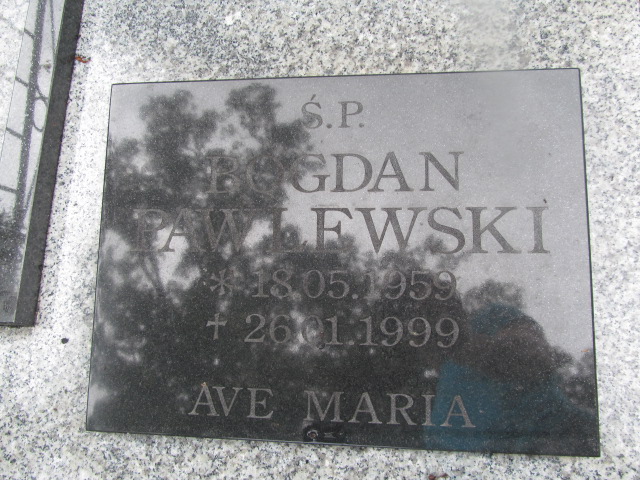 Ś.P.
BOGDAN
PAWLEWSKI
* 18.05.1959
† 26.01.1999
AVE MARIA